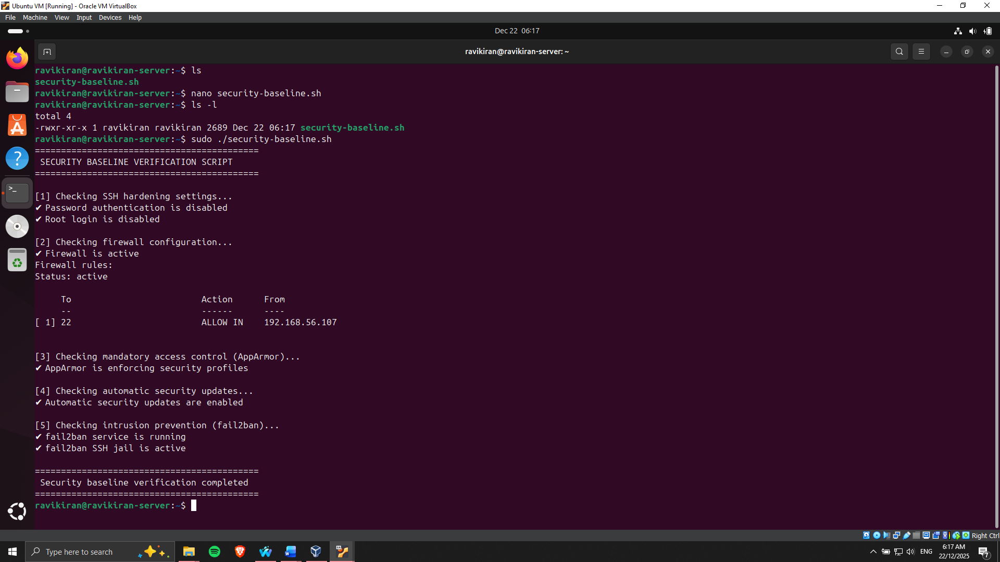 Ubuntu VM [Running] - Oracle VM VirtualBox
File Machine View Input Devices Help
Dec 22 06:17
ravikiran@ravikiran-server: ~
ravikiran@ravikiran-server:~$ ls
security-baseline.sh
ravikiran@ravikiran-server:~$ nano security-baseline.sh
ravikiran@ravikiran-server:~$ ls -l
total 4
-rwxr-xr-x 1 ravikiran ravikiran 2689 Dec 22 06:17 security-baseline.sh
ravikiran@ravikiran-server:~$ sudo ./security-baseline.sh
===========================================
SECURITY BASELINE VERIFICATION SCRIPT
===========================================
[1] Checking SSH hardening settings...
✔ Password authentication is disabled
✔ Root login is disabled
[2] Checking firewall configuration...
✔ Firewall is active
Firewall rules:
Status: active
To Action From
-- ------ ----
[ 1] 22 ALLOW IN 192.168.56.107
[3] Checking mandatory access control (AppArmor)...
✔ AppArmor is enforcing security profiles
[4] Checking automatic security updates...
✔ Automatic security updates are enabled
[5] Checking intrusion prevention (fail2ban)...
✔ fail2ban service is running
✔ fail2ban SSH jail is active
===========================================
Security baseline verification completed
===========================================
ravikiran@ravikiran-server:~$
Right Ctrl
Type here to search
ENG
6:17 AM
22/12/2025
7